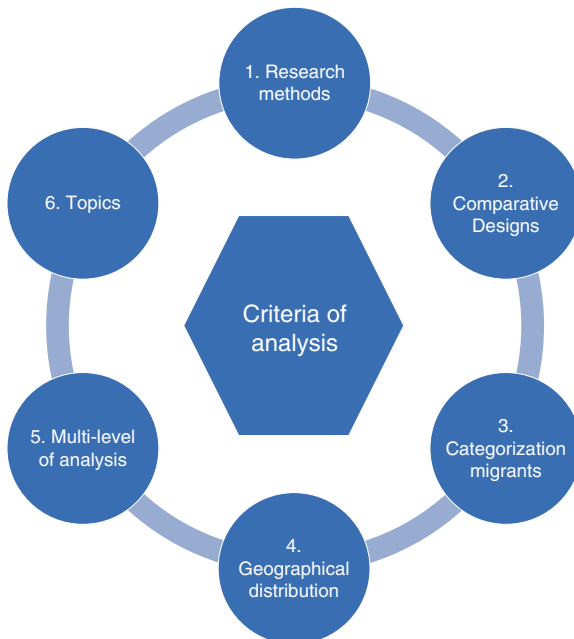 1. Research
methods
2.
Comparative
Designs
3.
Categorization
migrants
4.
Geographical
distribution
5. Multi-level
of analysis
6. Topics
Criteria of
analysis